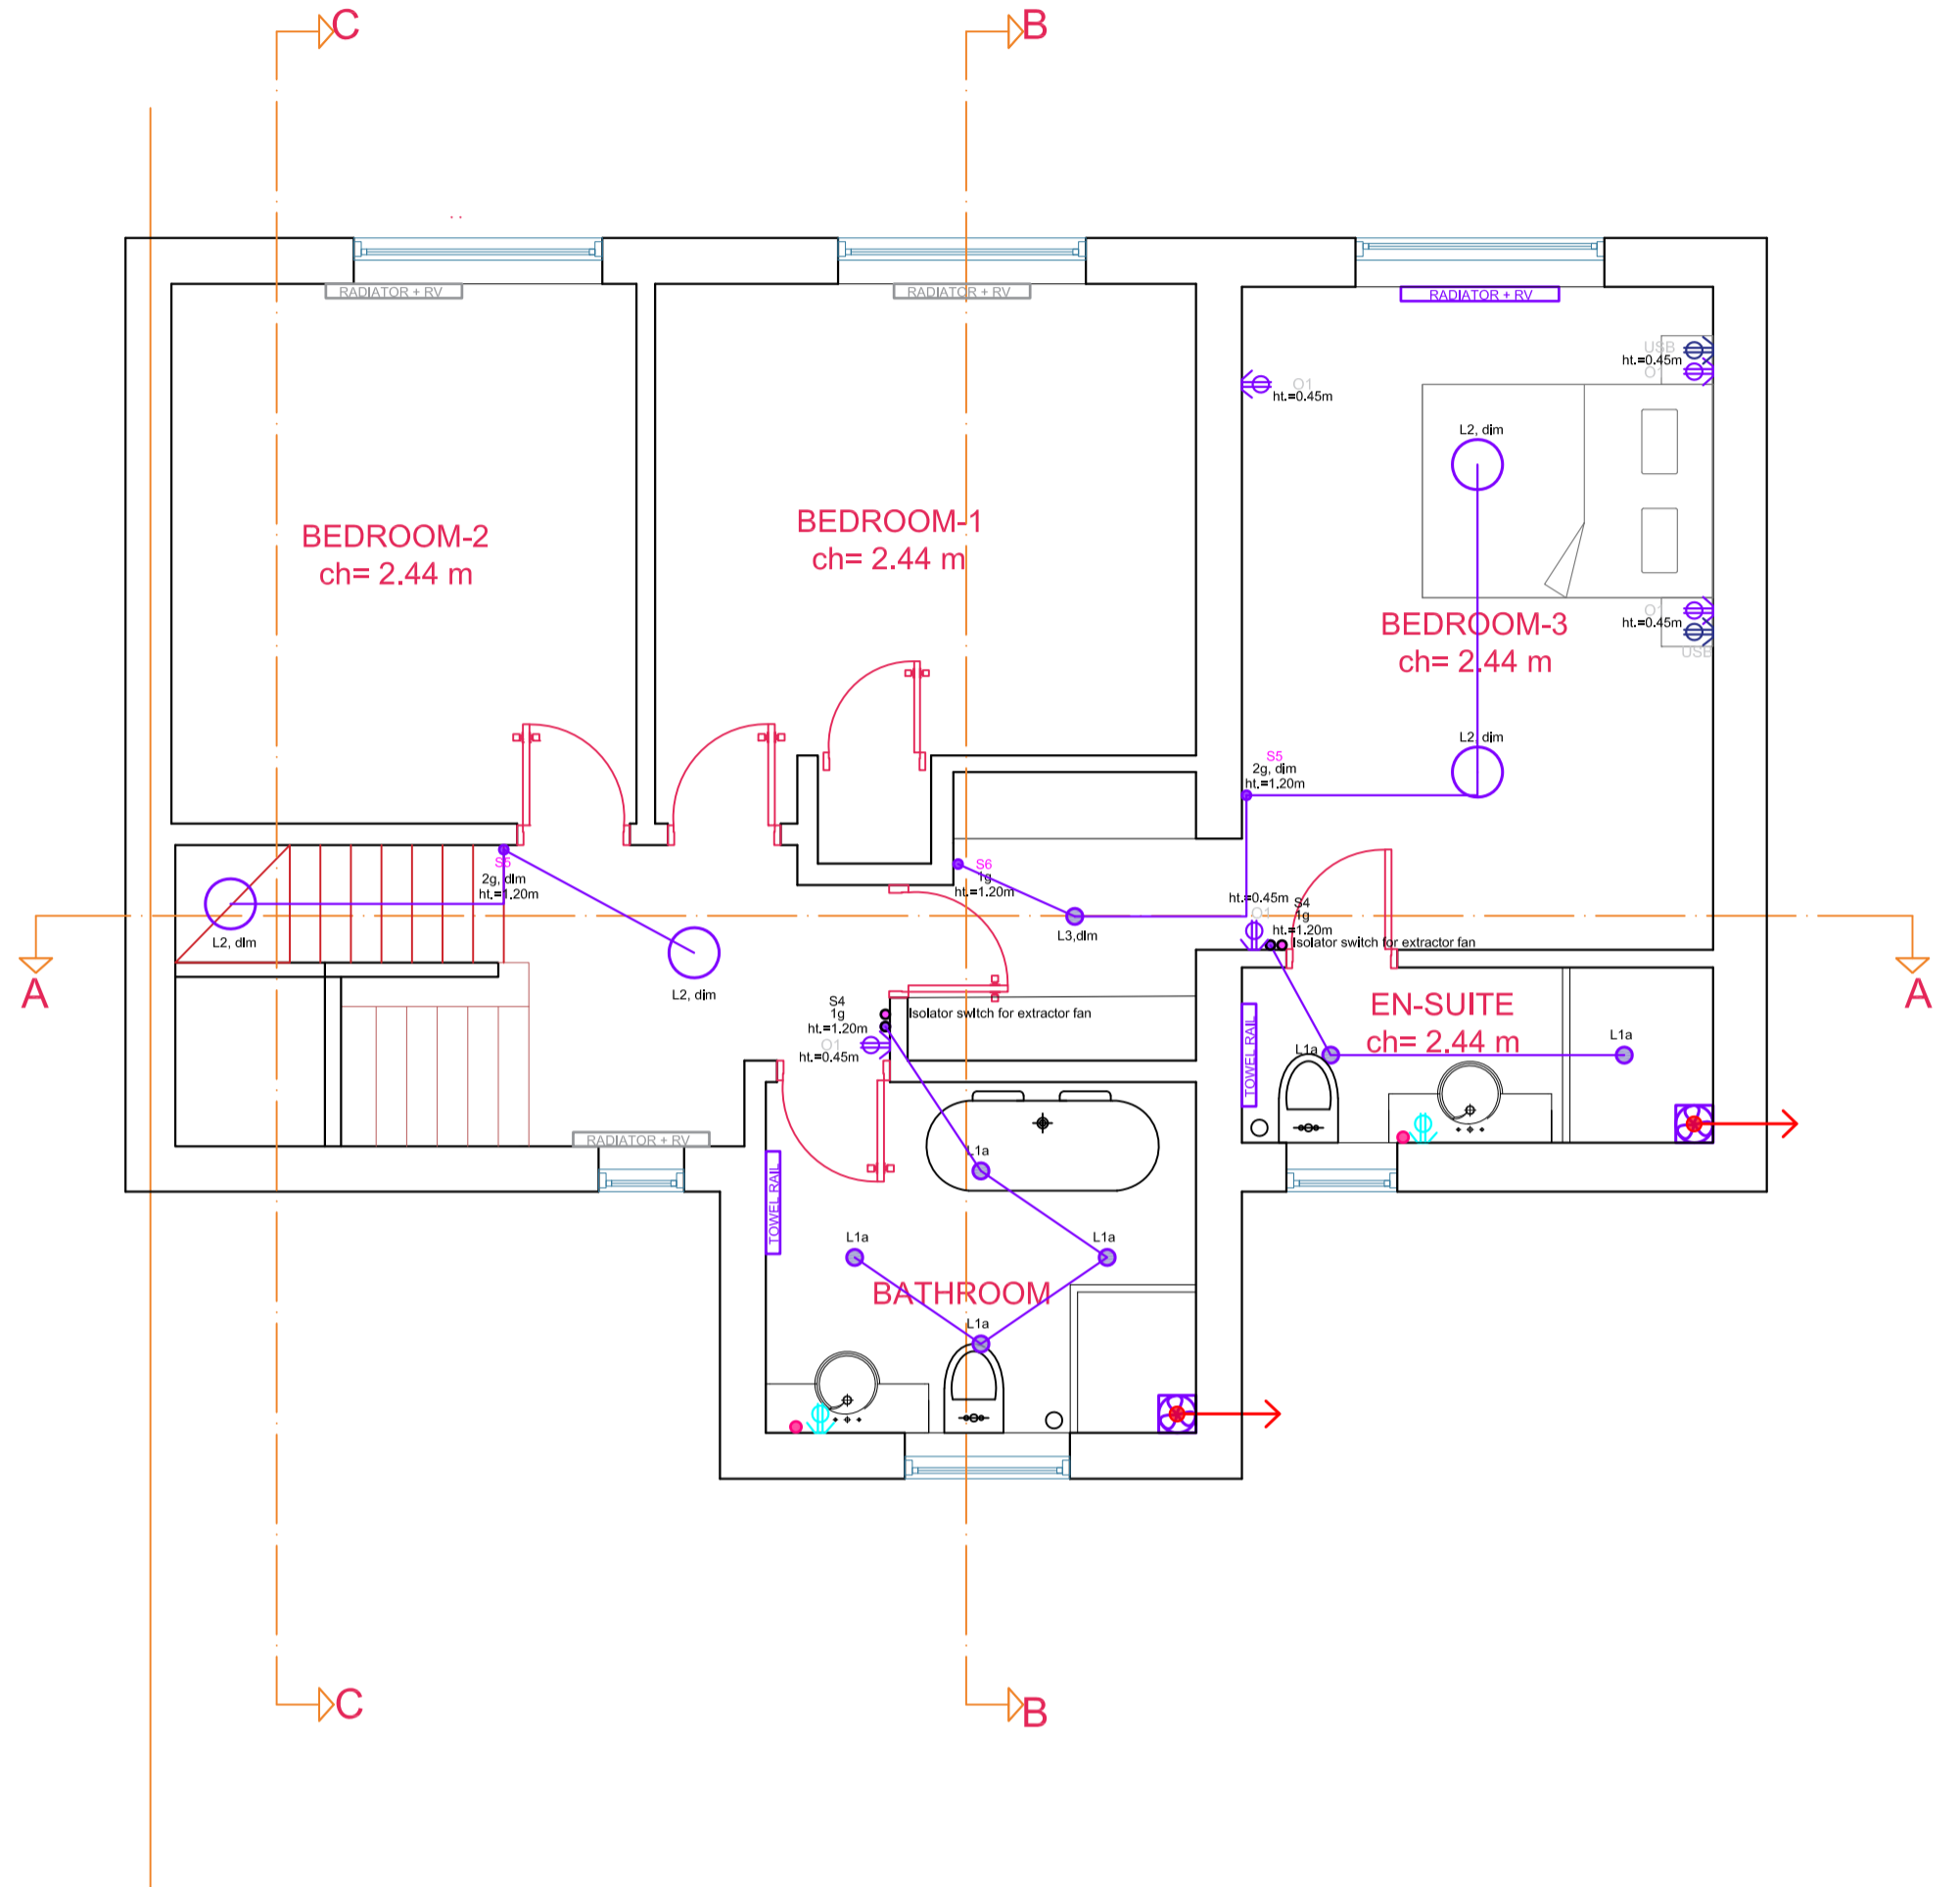 C
B
RADIATOR + RV
RADIATOR + RV
RADIATOR + RV
USB
ht.=0.45m
O1
O1
ht.=0.45m
L2, dim
BEDROOM-2
ch= 2.44 m
BEDROOM-1
ch= 2.44 m
O1
ht.=0.45m
USB
BEDROOM-3
ch= 2.44 m
L2, dim
S5
2g, dim
ht.=1.20m
S5
2g, dim
ht.=1.20m
S6
1g
ht.=1.20m
ht.=0.45m
O1
S4
1g
ht.=1.20m
Isolator switch for extractor fan
L2, dim
L3,dim
A
A
L2, dim
S4
1g
ht.=1.20m
Isolator switch for extractor fan
O1
ht.=0.45m
EN-SUITE
ch= 2.44 m
L1a
L1a
TOWEL RAIL
RADIATOR + RV
L1a
TOWEL RAIL
L1a
L1a
BATHROOM
L1a
C
B